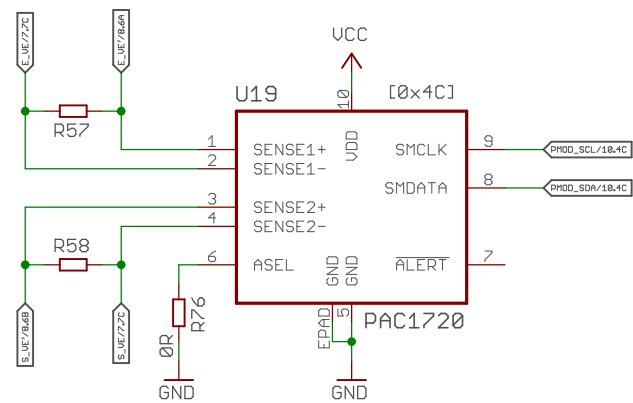 E_VE/7.7C
E_VE'/8.6A
VCC
U19
[0x4C]
10
R57
1
SENSE1+
VDD
SMCLK
9
PMOD_SCL/10.4C
2
SENSE1-
3
SENSE2+
SMDATA
8
PMOD_SDA/10.4C
4
SENSE2-
R58
6
ASEL
GND
GND
ALERT
7
S_VE'/8.6B
S_VE/7.7C
R76
0R
EPAD
5
PAC1720
GND
GND